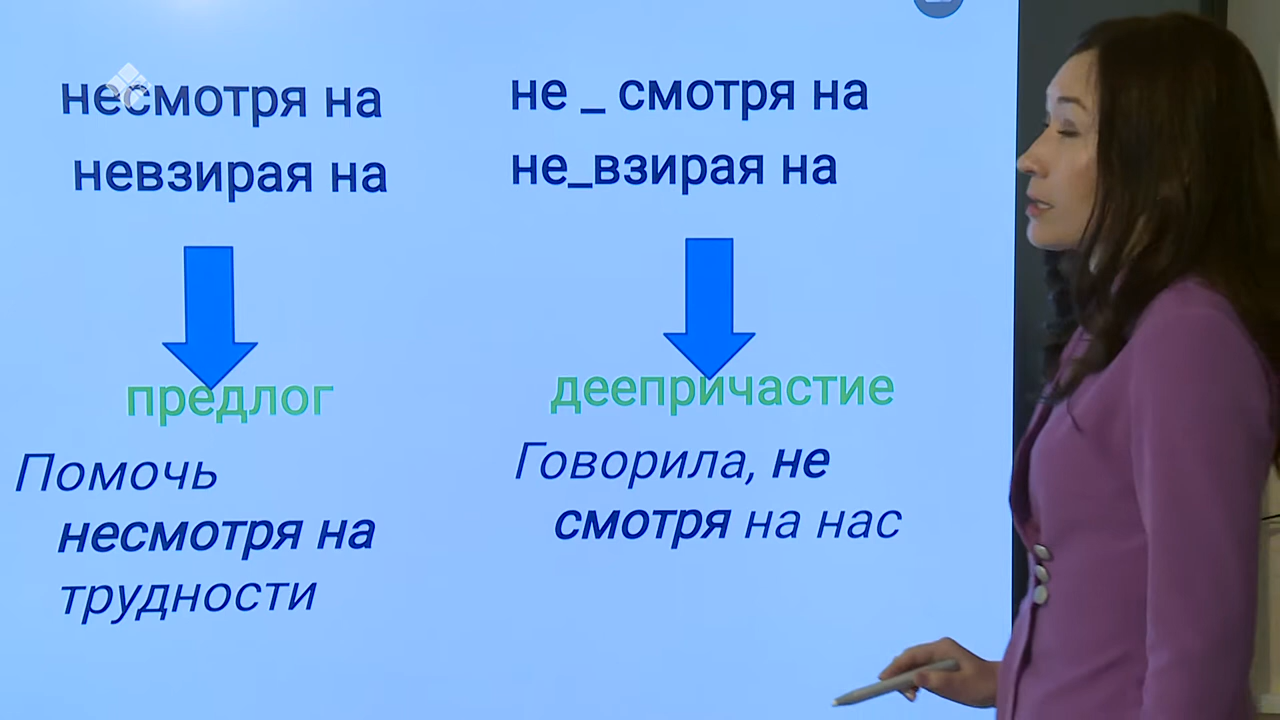 несмотря на
невзирая на
предлог
Помочь
несмотря на
трудности
не _ смотря на
не_взирая на
деепричастие
Говорила, не
смотря на нас